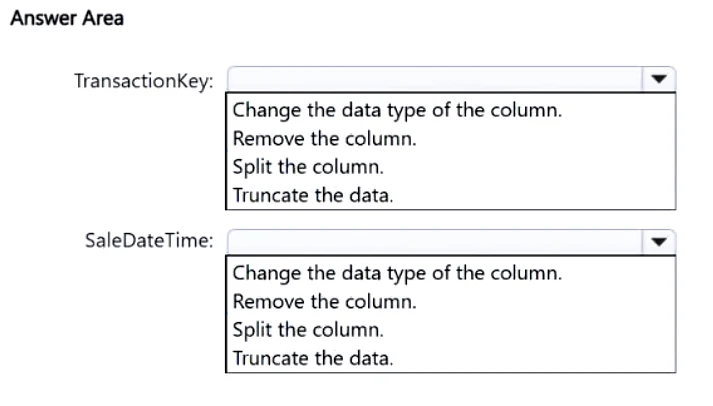 Answer Area
TransactionKey:
Change the data type of the column.
Remove the column.
Split the column.
Truncate the data.
SaleDateTime:
Change the data type of the column.
Remove the column.
Split the column.
Truncate the data.